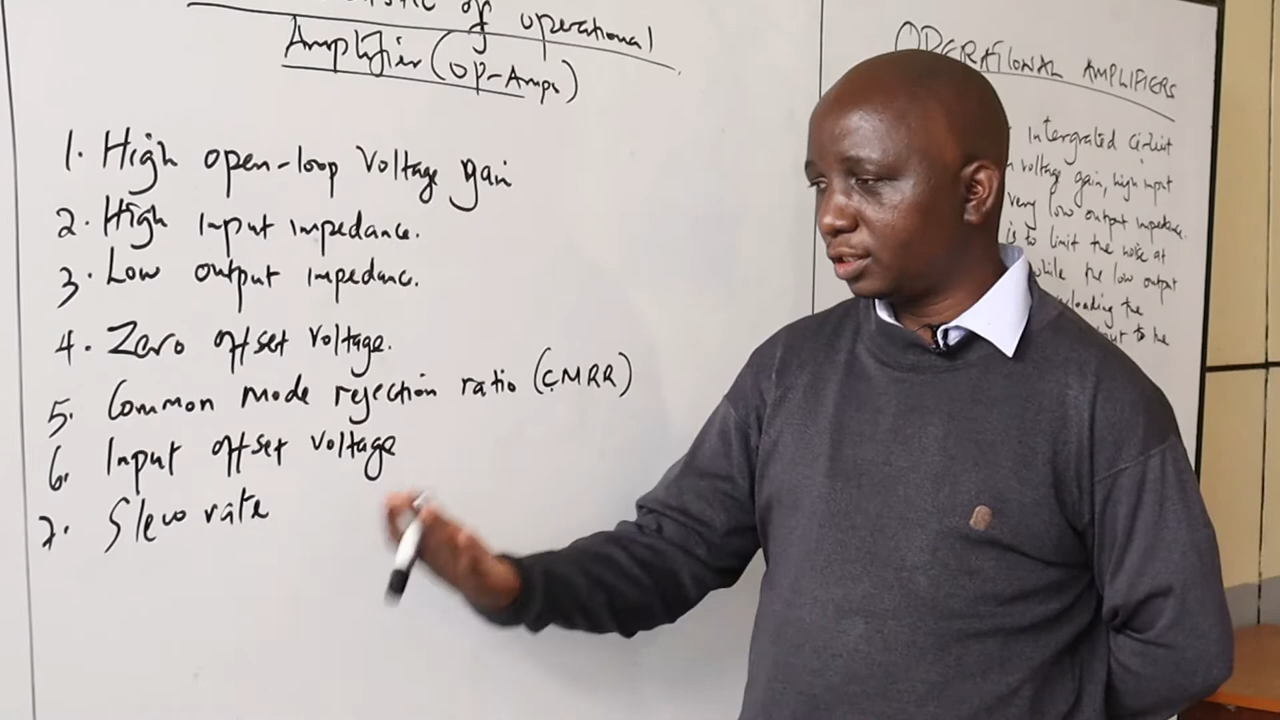 of operational
Amplifier (Op-Amps)
1. High open-loop Voltage gain
2. High Input impedance.
3. Low output impedance.
4. Zero offset voltage.
5. Common mode rejection ratio (CMRR)
6. Input offset voltage
7. Slew rate
OPERATIONAL AMPLIFIERS
Intergrated circuit
voltage gain, high input
very low output impedance.
is to limit the noise at
while the low output
the
to the